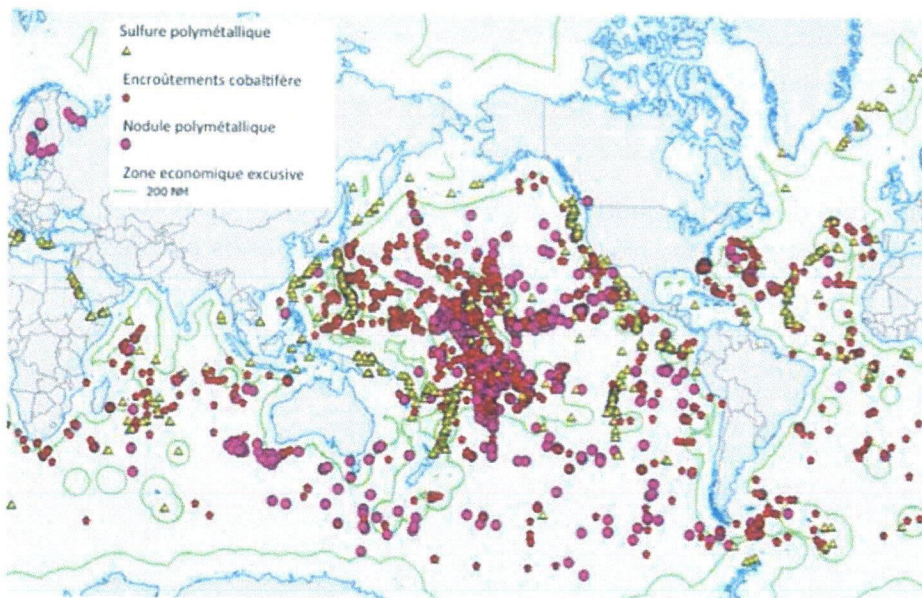 Sulfure polymétallique
Encroûtements cobaltifère
Nodule polymétallique
Zone economique excusive
200 NM